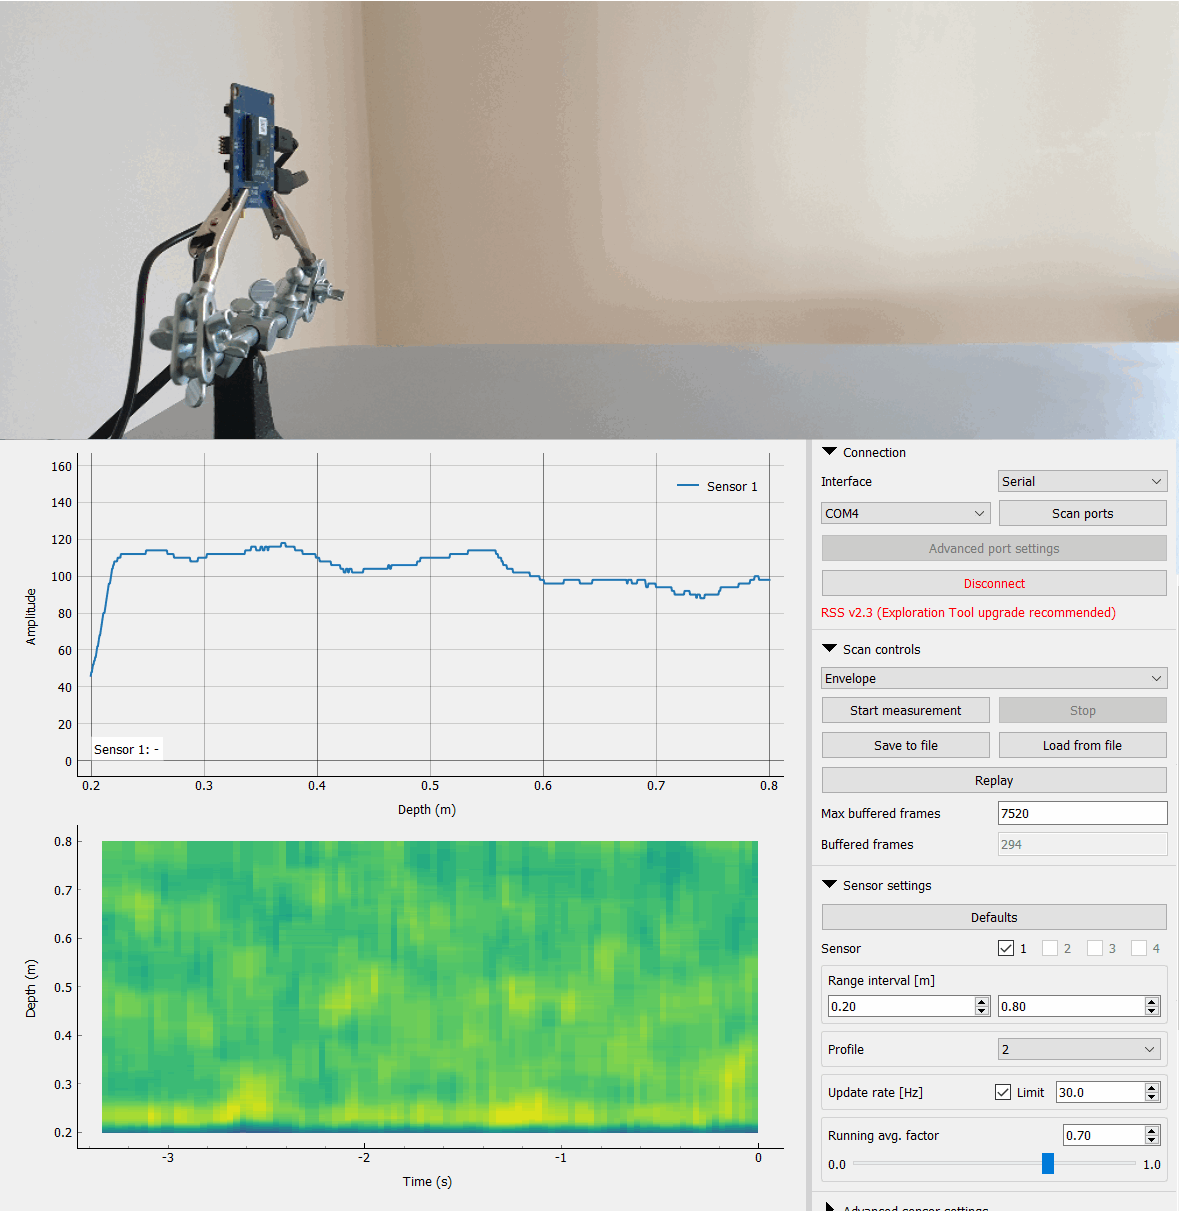 160
140
120
100
80
60
40
20
0
Amplitude
Sensor 1
Sensor 1: -
0.2 0.3 0.4 0.5 0.6 0.7 0.8
Depth (m)
0.8
0.7
0.6
0.5
0.4
0.3
0.2
Depth (m)
-3 -2 -1 0
Time (s)
Connection
Interface Serial
COM4 Scan ports
Advanced port settings
Disconnect
RSS v2.3 (Exploration Tool upgrade recommended)
Scan controls
Envelope
Start measurement Stop
Save to file Load from file
Replay
Max buffered frames 7520
Buffered frames 294
Sensor settings
Defaults
Sensor 1 2 3 4
Range interval [m]
0.20 0.80
Profile 2
Update rate [Hz] Limit 30.0
Running avg. factor 0.70
0.0 1.0
Advanced sensor settings